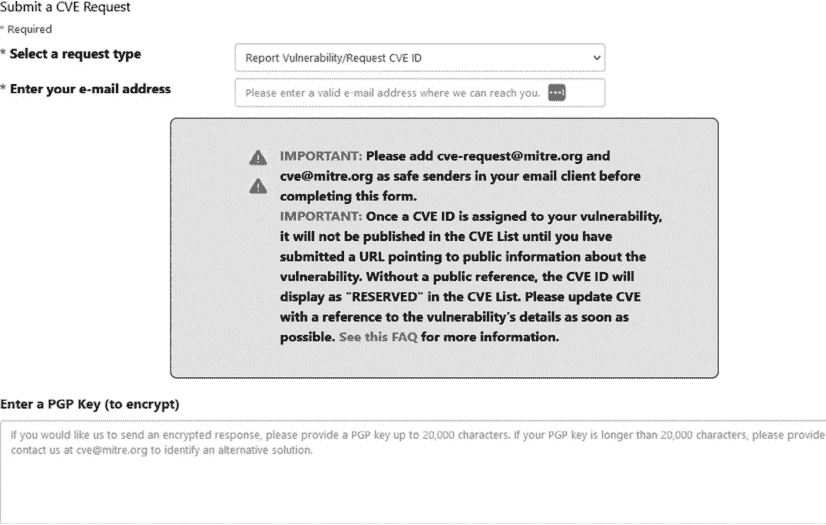 Submit a CVE Request
* Required
* Select a request type
Report Vulnerability/Request CVE ID
* Enter your e-mail address
Please enter a valid e-mail address where we can reach you.
IMPORTANT: Please add cve-request@mitre.org and
cve@mitre.org as safe senders in your email client before
completing this form.
IMPORTANT: Once a CVE ID is assigned to your vulnerability,
it will not be published in the CVE List until you have
submitted a URL pointing to public information about the
vulnerability. Without a public reference, the CVE ID will
display as "RESERVED" in the CVE List. Please update CVE
with a reference to the vulnerability's details as soon as
possible. See this FAQ for more information.
Enter a PGP Key (to encrypt)
If you would like us to send an encrypted response, please provide a PGP key up to 20,000 characters. If your PGP key is longer than 20,000 characters, please provide
contact us at cve@mitre.org to identify an alternative solution.